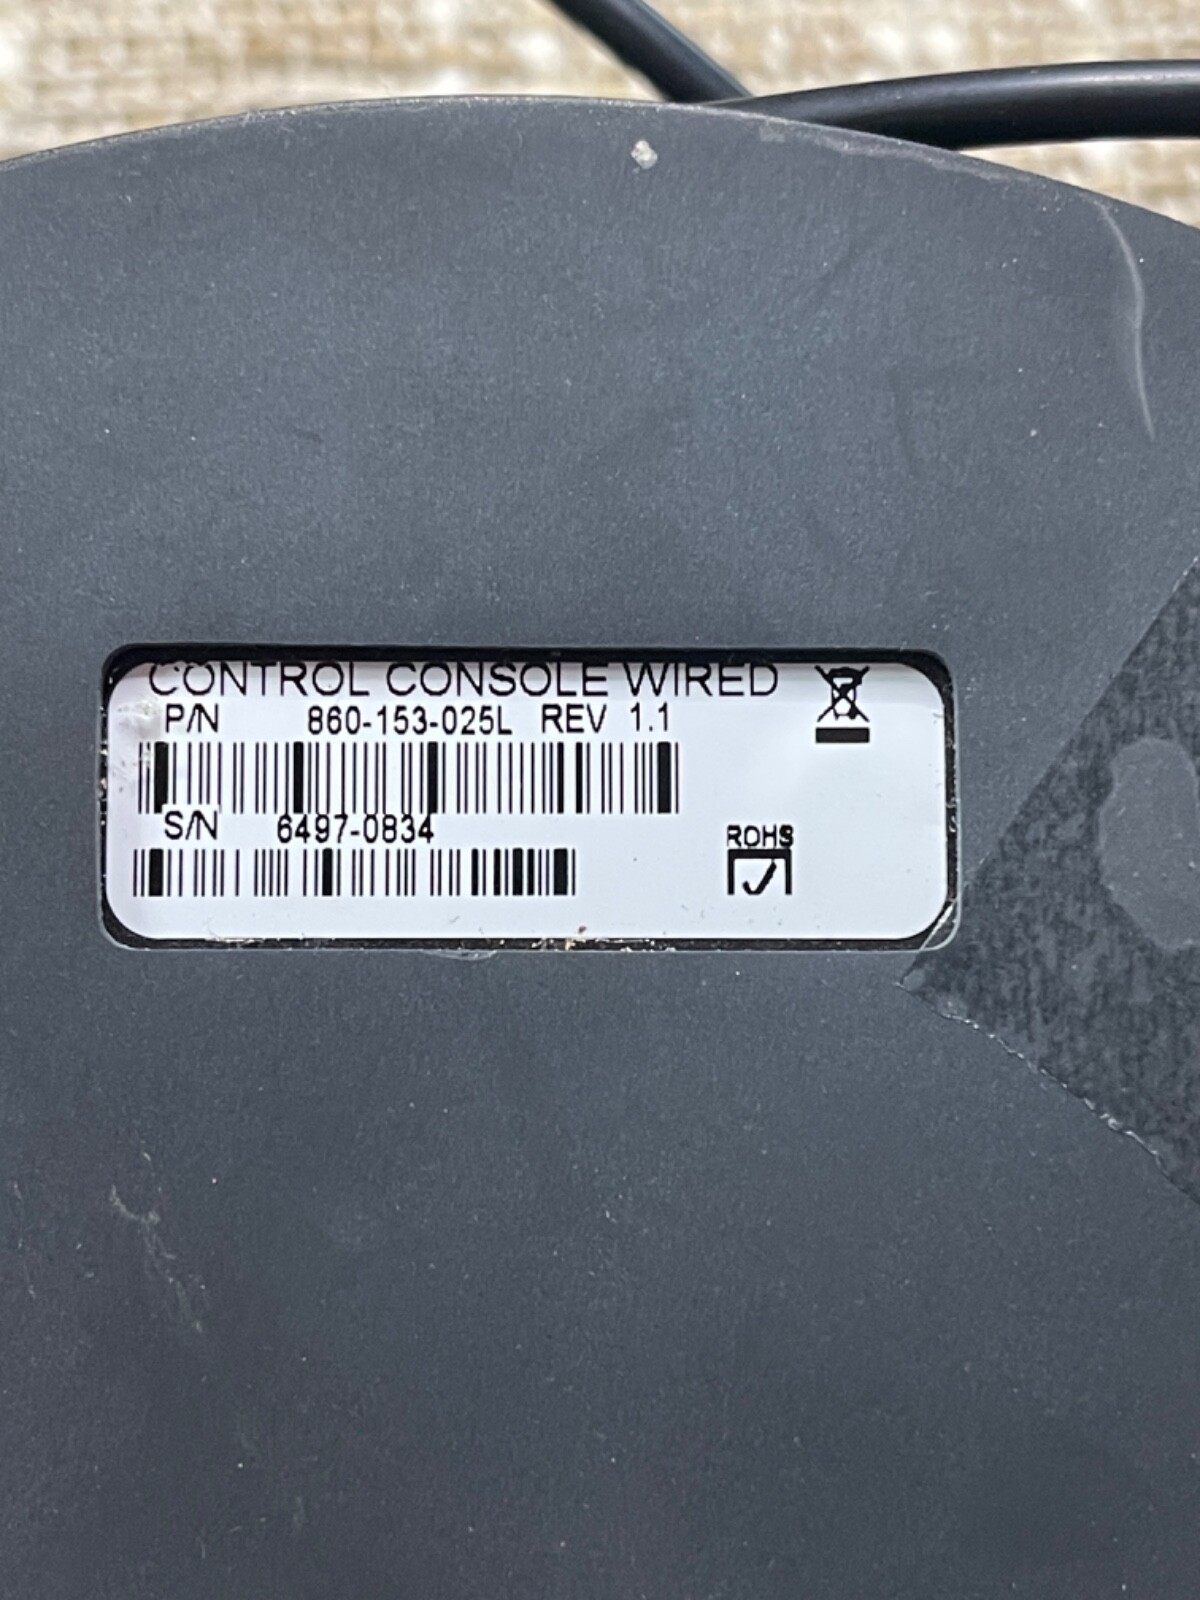 CONTROL CONSOLE WIRED
P/N 860-153-025L REV 1.1
S/N 6497-0834
ROHS